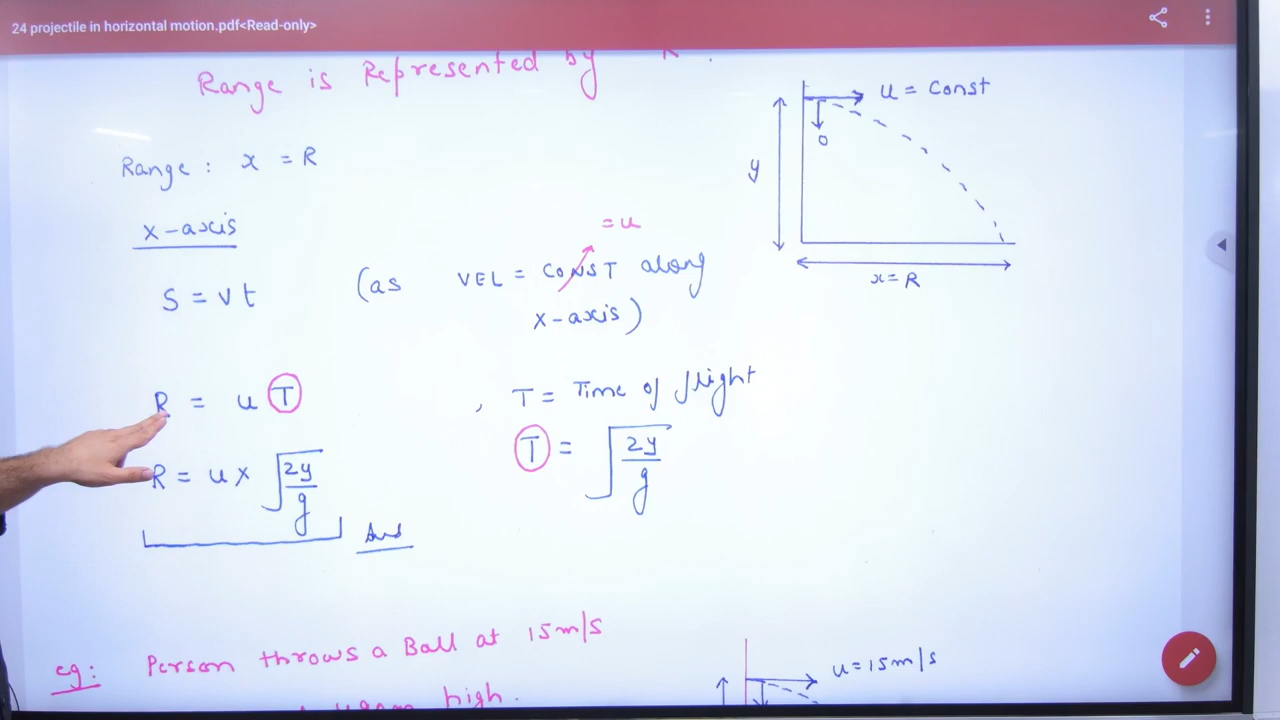 24 projectile in horizontal motion.pdf<Read-only>
Range is Represented by
u = Const
0
y
x = R
Range : x = R
x-axis
= u
S = vt (as VEL = CONST along
x-axis)
R = u T , T = Time of flight
T = √2y/g
R = u × √2y/g
Ans
eg: Person throws a Ball at 15m/s
high.
u = 15m/s